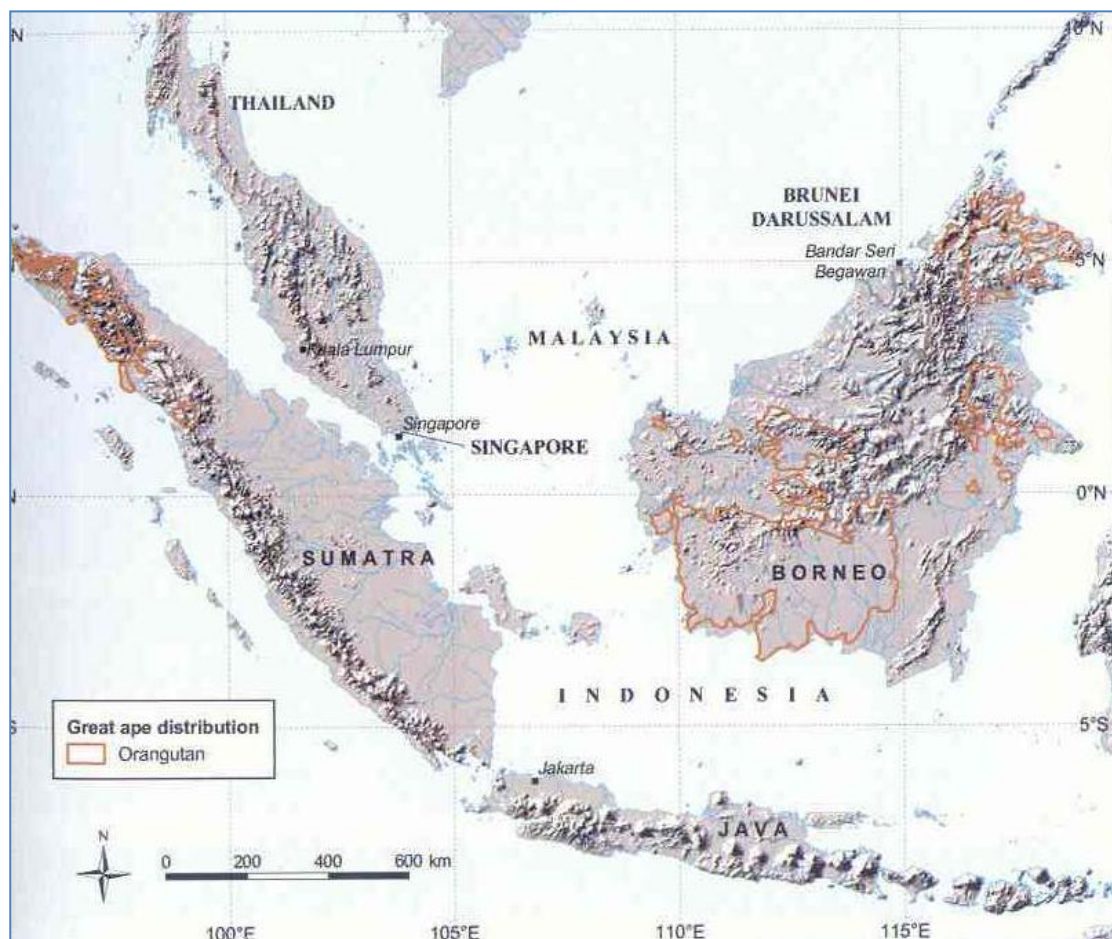 N
10°N
THAILAND
BRUNEI
DARUSSALAM
Bandar Seri
Begawan
5°N
MALAYSIA
Kuala Lumpur
Singapore
SINGAPORE
N
0°N
SUMATRA
BORNEO
INDONESIA
Great ape distribution
Orangutan
S
5°S
Jakarta
JAVA
N
0 200 400 600 km
100°E 105°E 110°E 115°E